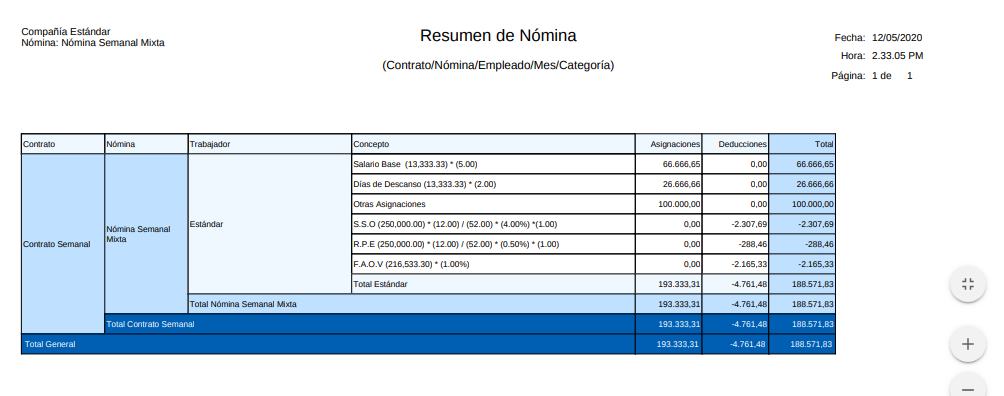 Compañía Estándar
Nómina: Nómina Semanal Mixta
Resumen de Nómina
(Contrato/Nómina/Empleado/Mes/Categoría)
Fecha: 12/05/2020
Hora: 2.33.05 PM
Página: 1 de 1
Contrato Nómina Trabajador Concepto Asignaciones Deducciones Total
Contrato Semanal
Nómina Semanal
Mixta
Estándar
Salario Base (13,333.33) * (5.00) 66.666,65 0,00 66.666,65
Días de Descanso (13,333.33) * (2.00) 26.666,66 0,00 26.666,66
Otras Asignaciones 100.000,00 0,00 100.000,00
S.S.O (250,000.00) * (12.00) / (52.00) * (4.00%) *(1.00) 0,00 -2.307,69 -2.307,69
R.P.E (250,000.00) * (12.00) / (52.00) * (0.50%) * (1.00) 0,00 -288,46 -288,46
F.A.O.V (216,533.30) * (1.00%) 0,00 -2.165,33 -2.165,33
Total Estándar 193.333,31 -4.761,48 188.571,83
Total Nómina Semanal Mixta 193.333,31 -4.761,48 188.571,83
Total Contrato Semanal 193.333,31 -4.761,48 188.571,83
Total General 193.333,31 -4.761,48 188.571,83